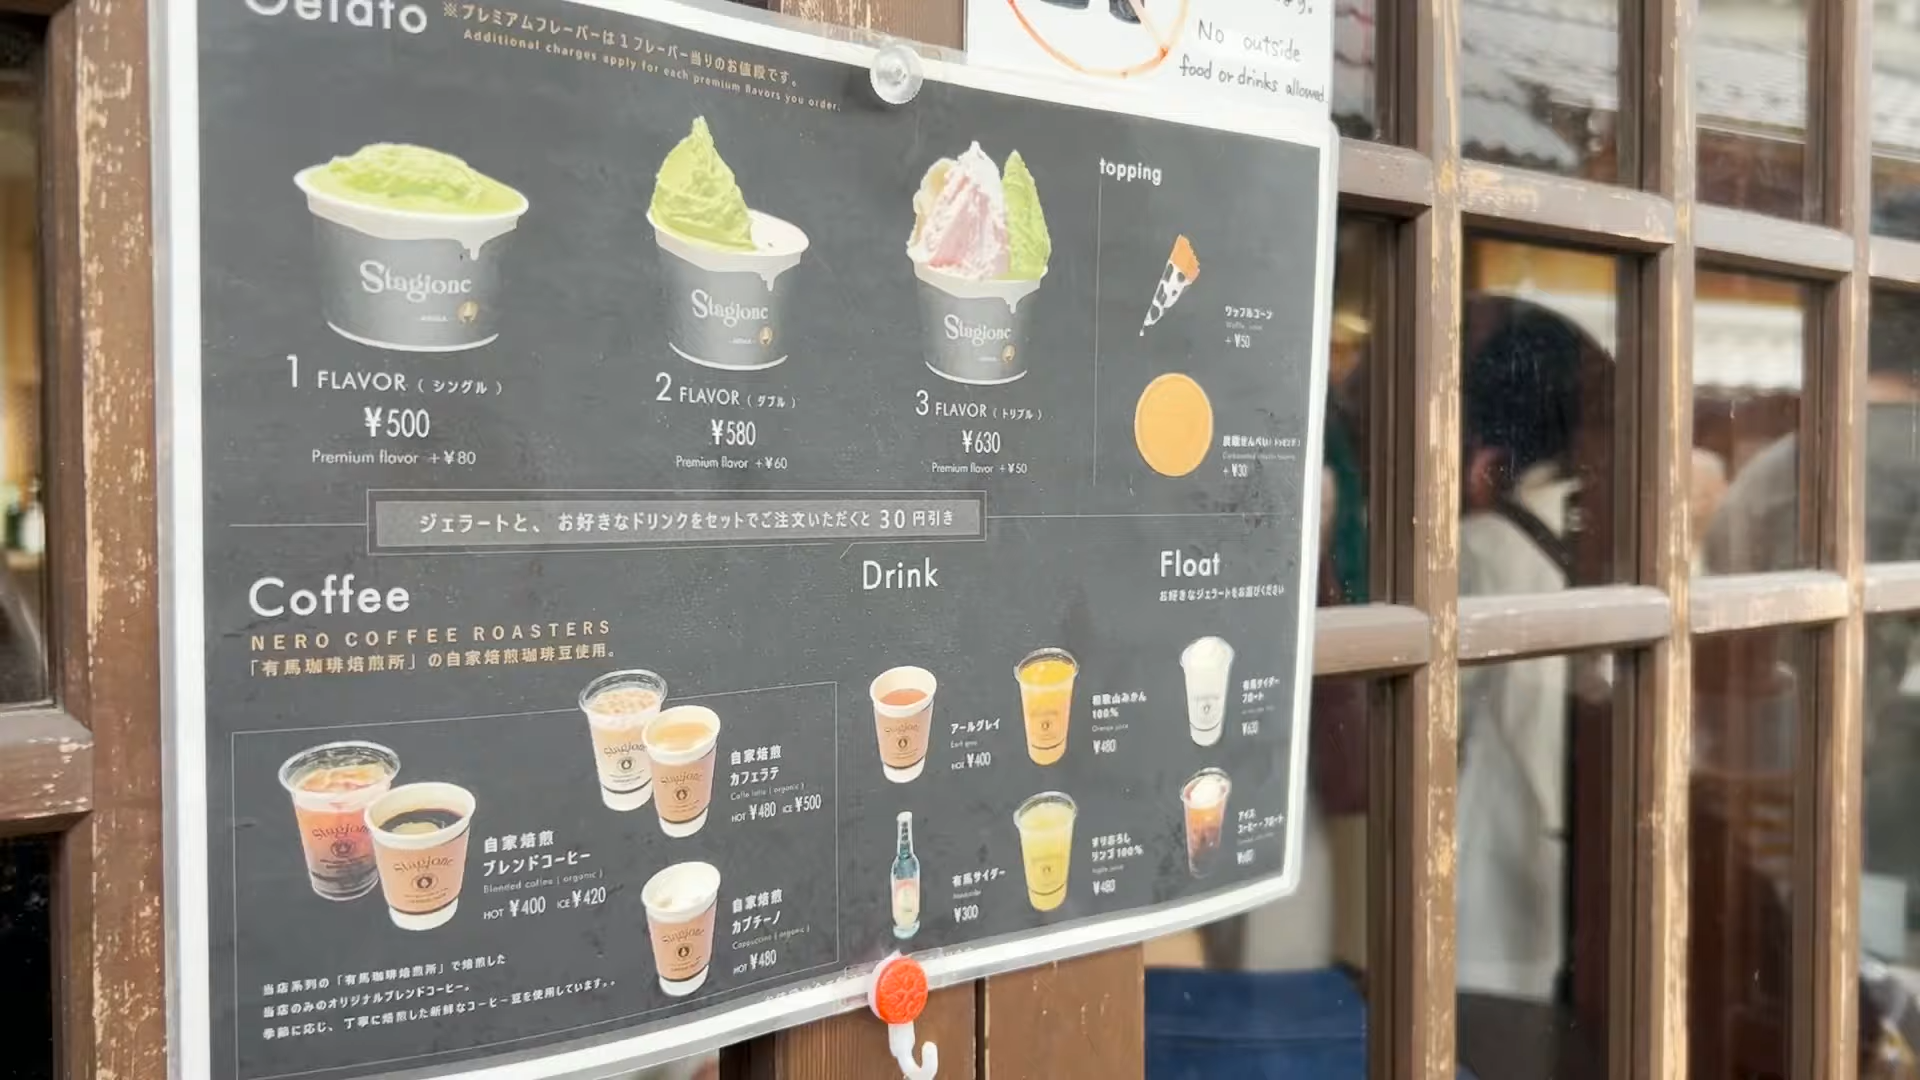 Gelato
※プレミアムフレーバーは1フレーバー当りのお値段です。
Additional charges apply for each premium flavors you order.
No outside
food or drinks allowed.
topping
Stagione
Stagione
Stagione
ワッフルコーン
+ ¥50
炭酸せんべい
+ ¥30
1 FLAVOR ( シングル )
¥500
Premium flavor +¥80
2 FLAVOR ( ダブル )
¥580
Premium flavor +¥60
3 FLAVOR ( トリプル )
¥630
Premium flavor +¥50
ジェラートと、お好きなドリンクをセットでご注文いただくと 30 円引き
Coffee
NERO COFFEE ROASTERS
「有馬珈琲焙煎所」の自家焙煎珈琲豆使用。
自家焙煎
ブレンドコーヒー
Blended coffee ( organic )
HOT ¥400 ICE ¥420
自家焙煎
カフェラテ
Caffe latte ( organic )
HOT ¥480 ICE ¥500
自家焙煎
カプチーノ
Cappuccino ( organic )
HOT ¥480
当店系列の「有馬珈琲焙煎所」で焙煎した
当店のみのオリジナルブレンドコーヒー。
季節に応じ、丁寧に焙煎した新鮮なコーヒー豆を使用しています。
Drink
アールグレイ
Earl grey
HOT ¥400
和歌山みかん
100%
Orange juice
¥480
有馬サイダー
¥300
すりおろし
リンゴ100%
¥480
Float
お好きなジェラートをお選びください
有馬サイダー
フロート
¥630
アイス
コーヒー・フロート